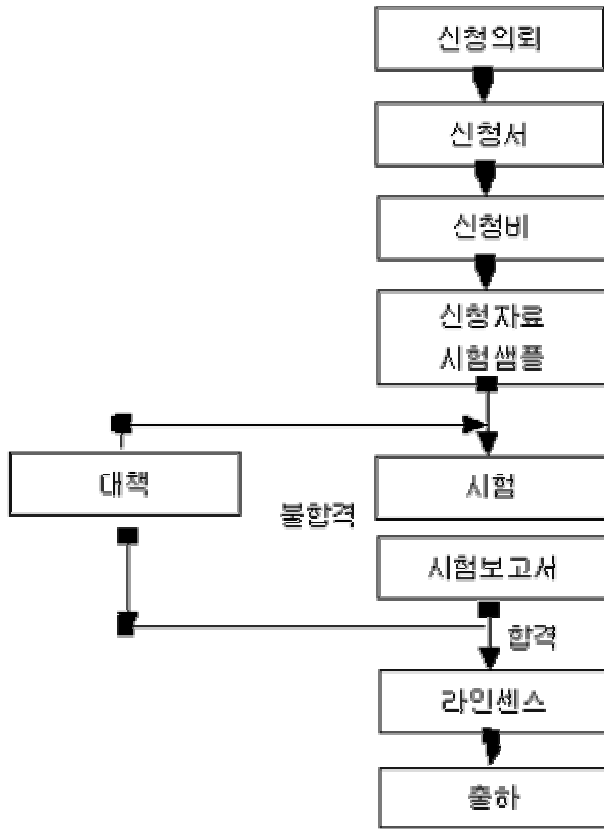 신청의뢰
신청서
신청비
신청자료
시험샘플
대책
시험
불합격
시험보고서
합격
라인센스
출하